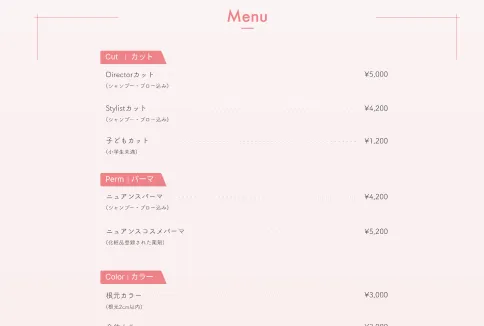 Menu
Cut : カット
Directorカット ¥5,000
(シャンプー・ブロー込み)
Stylistカット ¥4,200
(シャンプー・ブロー込み)
子どもカット ¥1,200
(小学生未満)
Perm : パーマ
ニュアンスパーマ ¥4,200
(シャンプー・ブロー込み)
ニュアンスコスメパーマ ¥5,200
(化粧品登録された薬剤)
Color : カラー
根元カラー ¥3,000
(根元2cm以内)